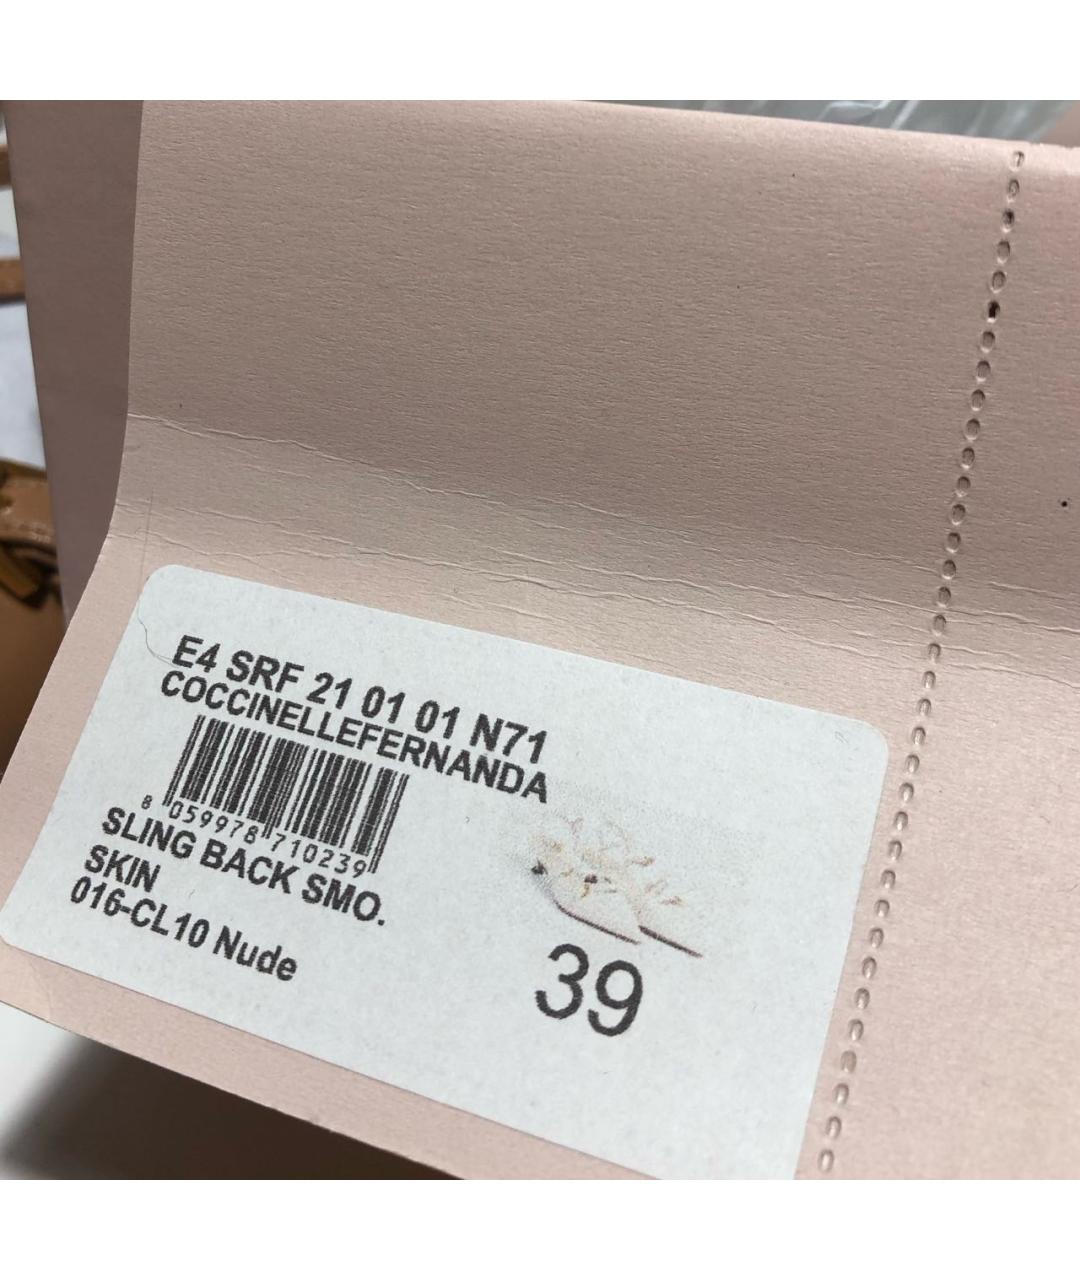 E4 SRF 21 01 01 N71
COCCINELLEFERNANDA
8 059978 710239
SLING BACK SMO.
SKIN
016-CL10 Nude
39